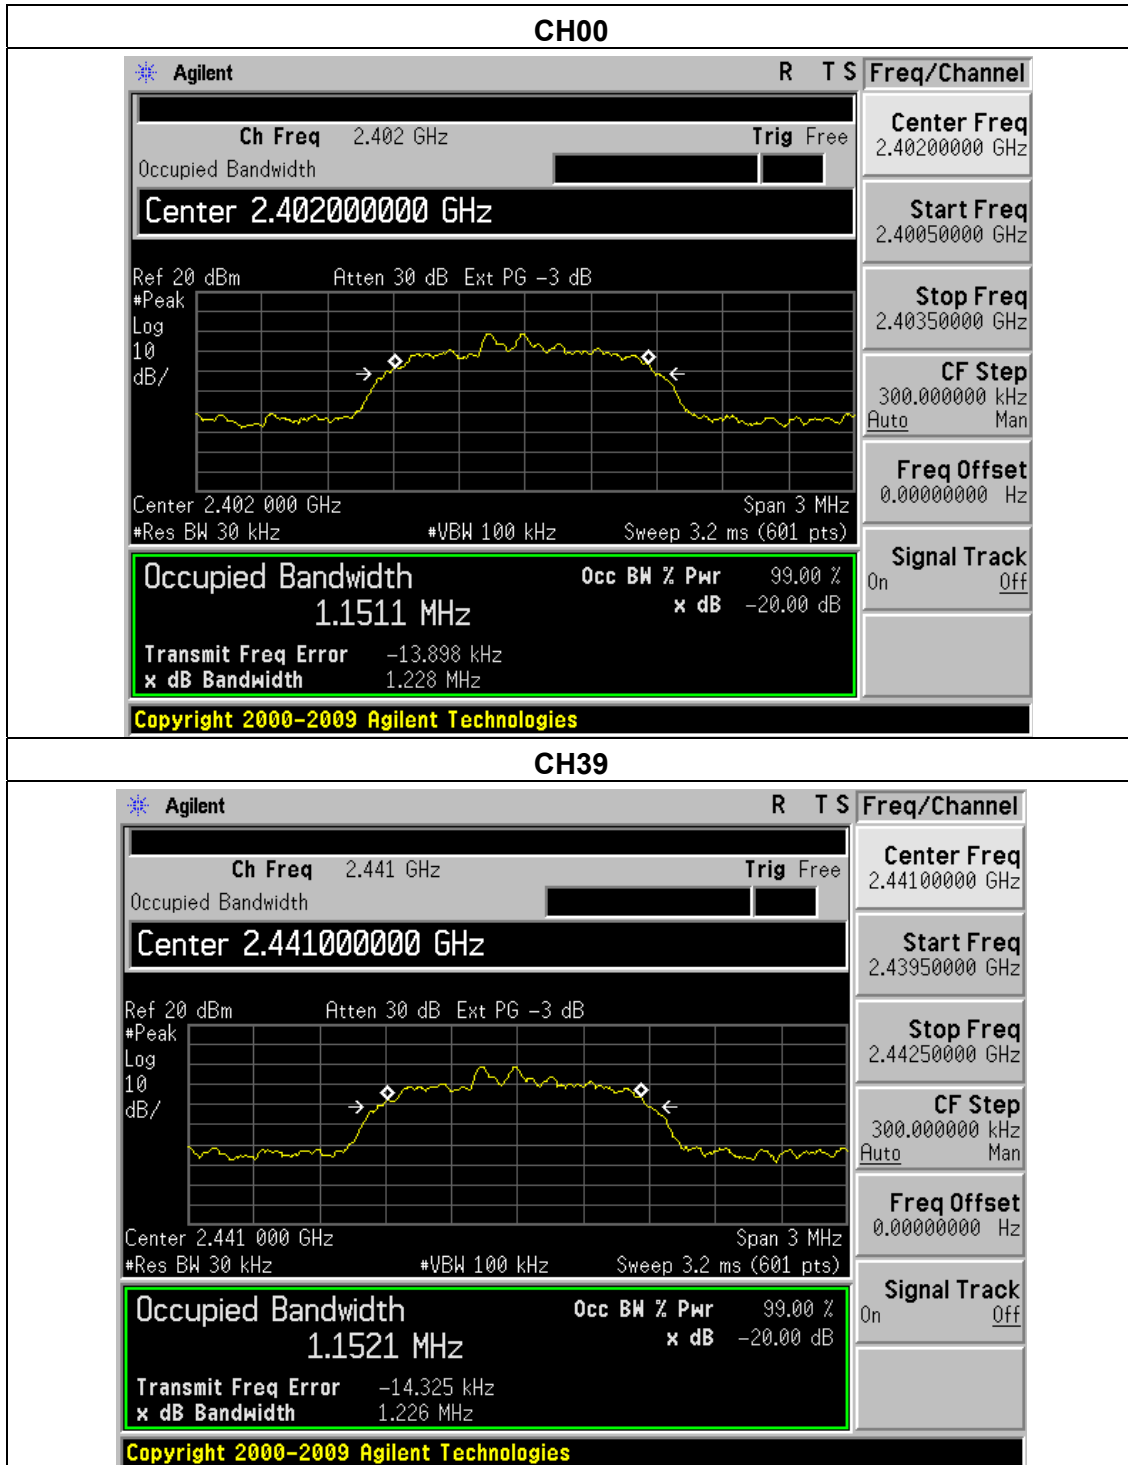 CH00
Agilent R T S Freq/Channel
Ch Freq 2.402 GHz Trig Free
Occupied Bandwidth
Center 2.402000000 GHz
Center Freq
2.40200000 GHz
Start Freq
2.40050000 GHz
Stop Freq
2.40350000 GHz
CF Step
300.000000 kHz
Auto Man
Freq Offset
0.00000000 Hz
Signal Track
On Off
Ref 20 dBm Atten 30 dB Ext PG -3 dB
#Peak
Log
10
dB/
Center 2.402 000 GHz Span 3 MHz
#Res BW 30 kHz #VBW 100 kHz Sweep 3.2 ms (601 pts)
Occupied Bandwidth Occ BW % Pwr 99.00 %
1.1511 MHz x dB -20.00 dB
Transmit Freq Error -13.898 kHz
x dB Bandwidth 1.228 MHz
Copyright 2000-2009 Agilent Technologies
CH39
Agilent R T S Freq/Channel
Ch Freq 2.441 GHz Trig Free
Occupied Bandwidth
Center 2.441000000 GHz
Center Freq
2.44100000 GHz
Start Freq
2.43950000 GHz
Stop Freq
2.44250000 GHz
CF Step
300.000000 kHz
Auto Man
Freq Offset
0.00000000 Hz
Signal Track
On Off
Ref 20 dBm Atten 30 dB Ext PG -3 dB
#Peak
Log
10
dB/
Center 2.441 000 GHz Span 3 MHz
#Res BW 30 kHz #VBW 100 kHz Sweep 3.2 ms (601 pts)
Occupied Bandwidth Occ BW % Pwr 99.00 %
1.1521 MHz x dB -20.00 dB
Transmit Freq Error -14.325 kHz
x dB Bandwidth 1.226 MHz
Copyright 2000-2009 Agilent Technologies